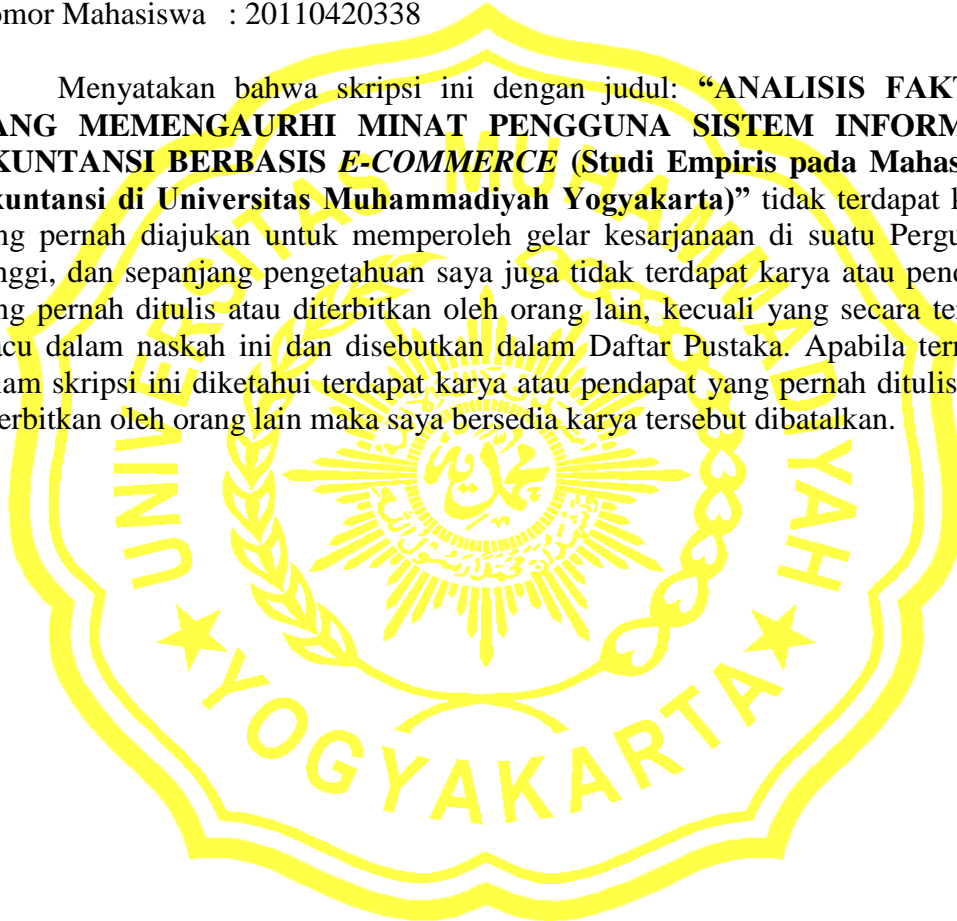 omor Mahasiswa : 20110420338
Menyatakan bahwa skripsi ini dengan judul: “ANALISIS FAKT
ANG MEMENGAURHI MINAT PENGGUNA SISTEM INFORM
KUNTANSI BERBASIS E-COMMERCE (Studi Empiris pada Mahas
kuntansi di Universitas Muhammadiyah Yogyakarta)” tidak terdapat k
ng pernah diajukan untuk memperoleh gelar kesarjanaan di suatu Pergu
nggi, dan sepanjang pengetahuan saya juga tidak terdapat karya atau pend
ng pernah ditulis atau diterbitkan oleh orang lain, kecuali yang secara te
acu dalam naskah ini dan disebutkan dalam Daftar Pustaka. Apabila ter
lam skripsi ini diketahui terdapat karya atau pendapat yang pernah ditulis
terbitkan oleh orang lain maka saya bersedia karya tersebut dibatalkan.
UNIVERSITAS MUHAMMADIYAH
★ YOGYAKARTA ★
محمدية